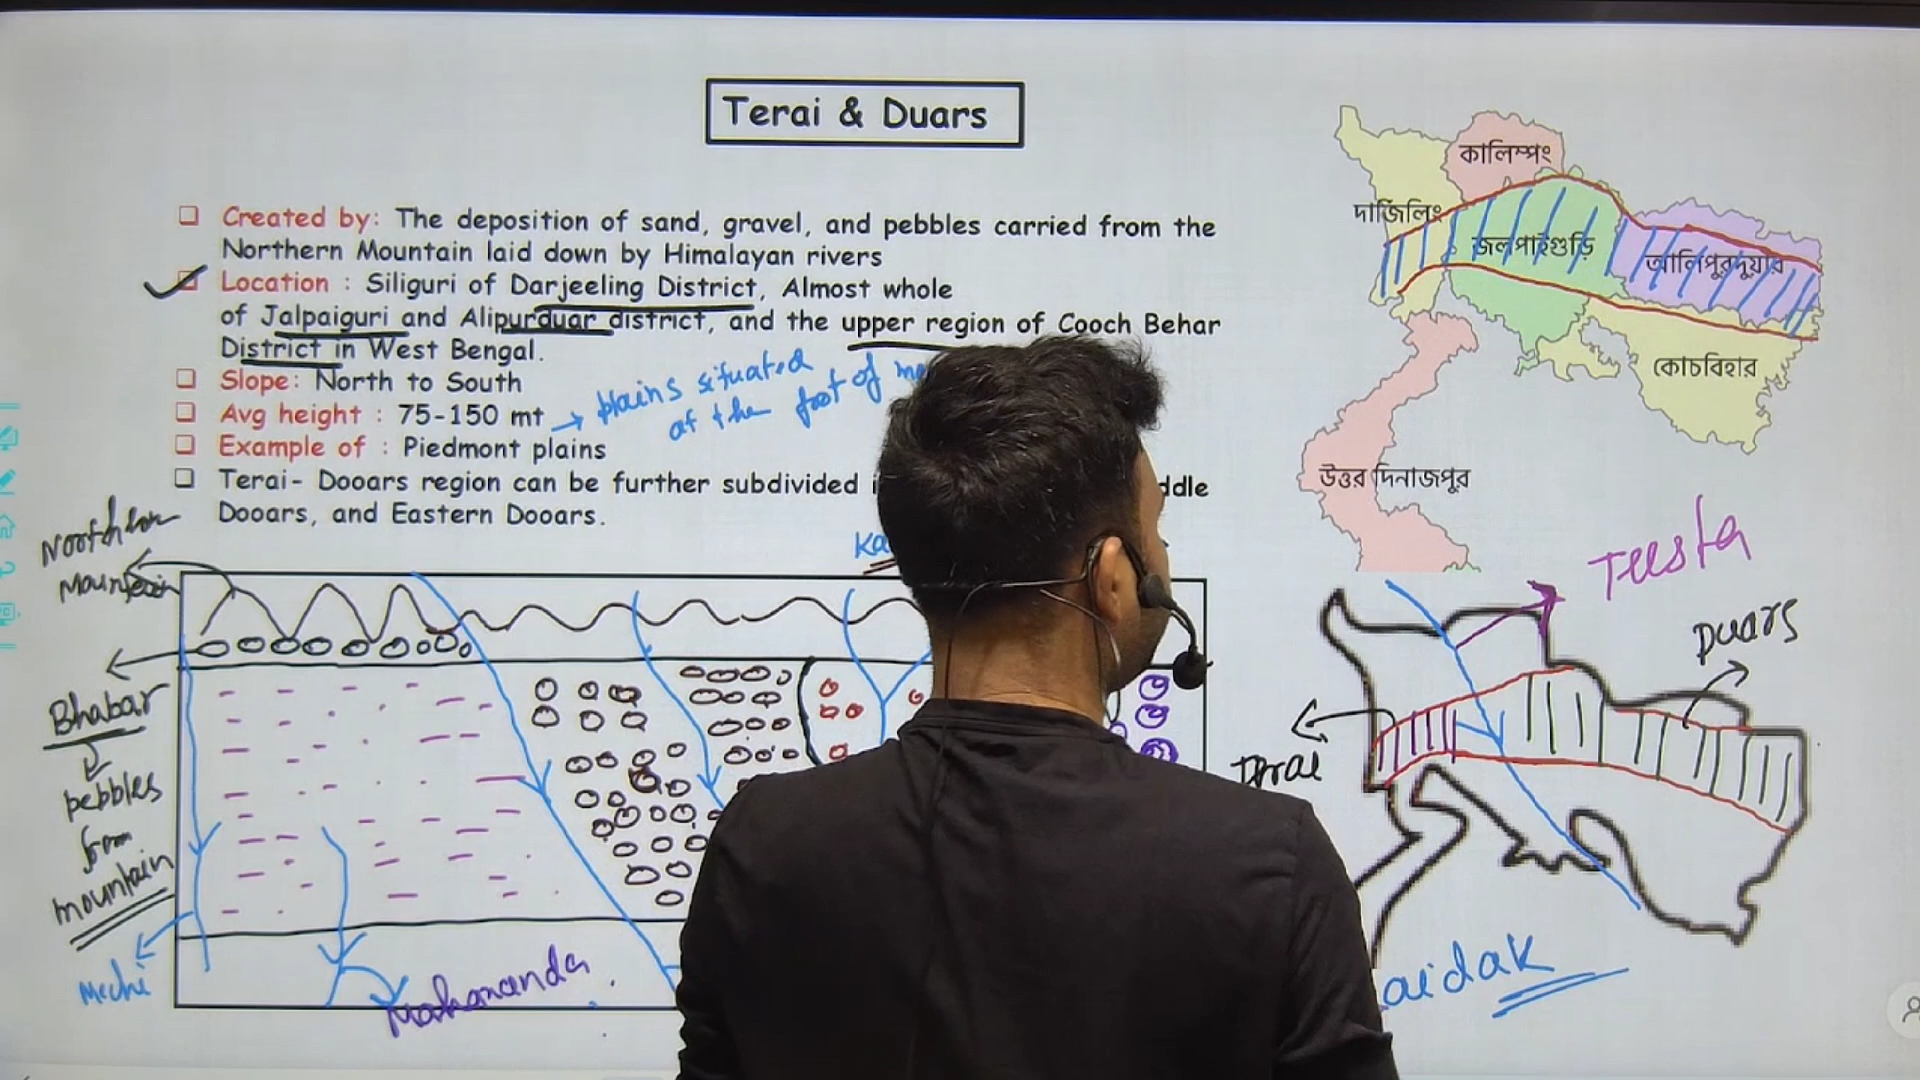 Terai & Duars
❑ Created by: The deposition of sand, gravel, and pebbles carried from the
Northern Mountain laid down by Himalayan rivers
❑ Location : Siliguri of Darjeeling District, Almost whole
of Jalpaiguri and Alipurduar district, and the upper region of Cooch Behar
District in West Bengal.
❑ Slope: North to South
❑ Avg height : 75-150 mt
→ plains situated
at the foot of
❑ Example of : Piedmont plains
❑ Terai- Dooars region can be further subdivided
Dooars, and Eastern Dooars.
কালিম্পং
দার্জিলিং
জলপাইগুড়ি
আলিপুরদুয়ার
কোচবিহার
উত্তর দিনাজপুর
Mountain
Bhabar
pebbles
from
mountain
Mechi
Mahananda
Teesta
Duars
Terai
aidak